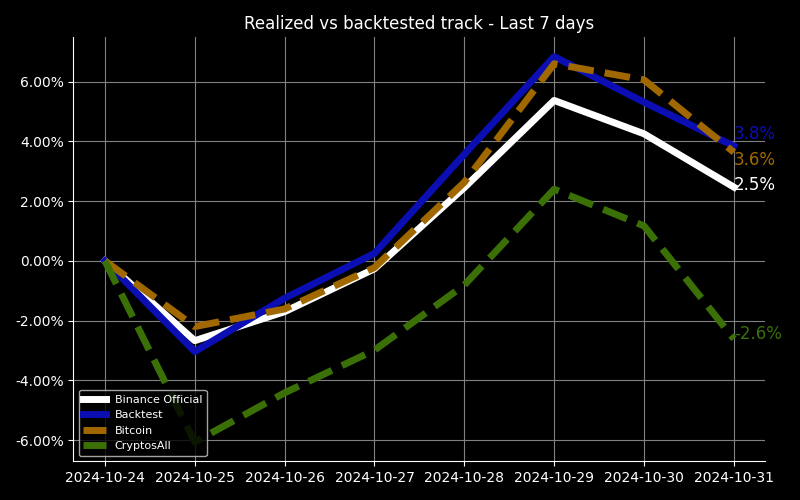 Realized vs backtested track - Last 7 days
6.00%
4.00%
2.00%
0.00%
-2.00%
-4.00%
-6.00%
3.8%
3.6%
2.5%
-2.6%
Binance Official
Backtest
Bitcoin
CryptosAll
2024-10-24 2024-10-25 2024-10-26 2024-10-27 2024-10-28 2024-10-29 2024-10-30 2024-10-31